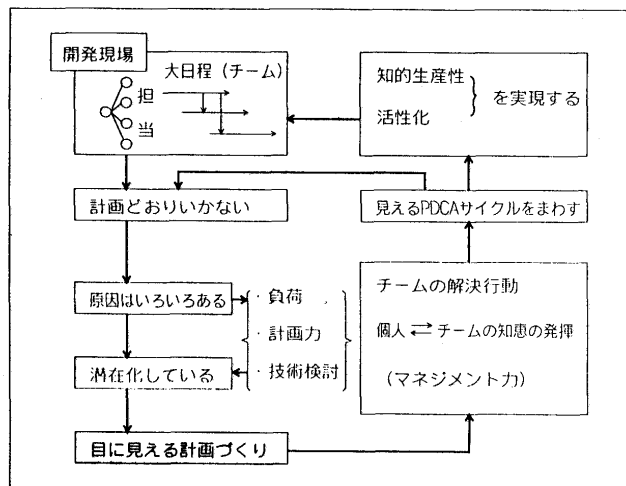 開発現場
大日程（チーム）
担
当
知的生産性
活性化
を実現する
計画どおりいかない
見えるPDCAサイクルをまわす
原因はいろいろある
・負荷
・計画力
・技術検討
潜在化している
目に見える計画づくり
チームの解決行動
個人 ⇄ チームの知恵の発揮
（マネジメント力）